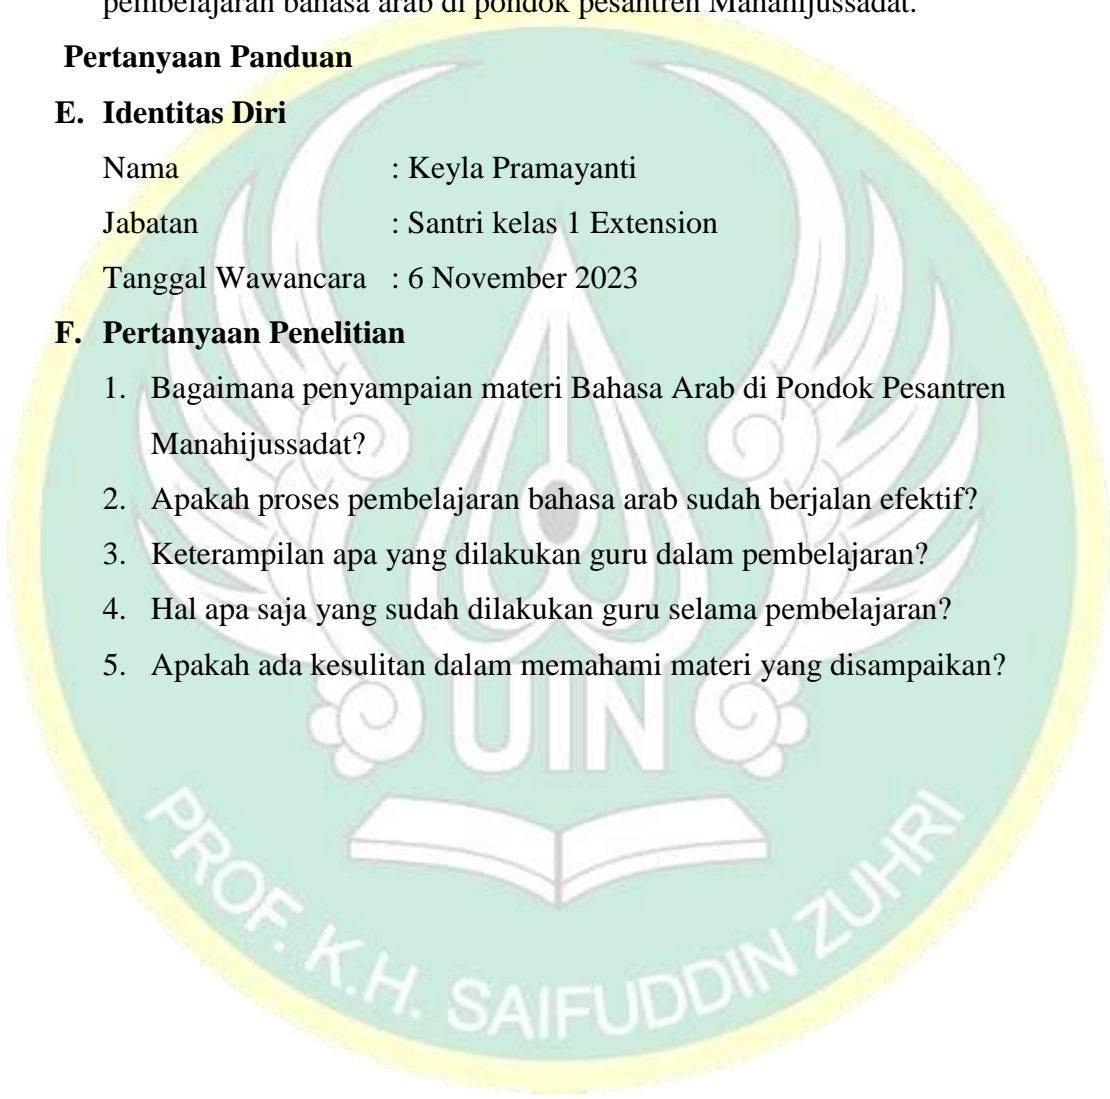 pembelajaran bahasa arab di pondok pesantren Manahijussadat.
Pertanyaan Panduan
E. Identitas Diri
Nama : Keyla Pramayanti
Jabatan : Santri kelas 1 Extension
Tanggal Wawancara : 6 November 2023
F. Pertanyaan Penelitian
1. Bagaimana penyampaian materi Bahasa Arab di Pondok Pesantren
Manahijussadat?
2. Apakah proses pembelajaran bahasa arab sudah berjalan efektif?
3. Keterampilan apa yang dilakukan guru dalam pembelajaran?
4. Hal apa saja yang sudah dilakukan guru selama pembelajaran?
5. Apakah ada kesulitan dalam memahami materi yang disampaikan?
UIN
PROF. K.H. SAIFUDDIN ZUHRI